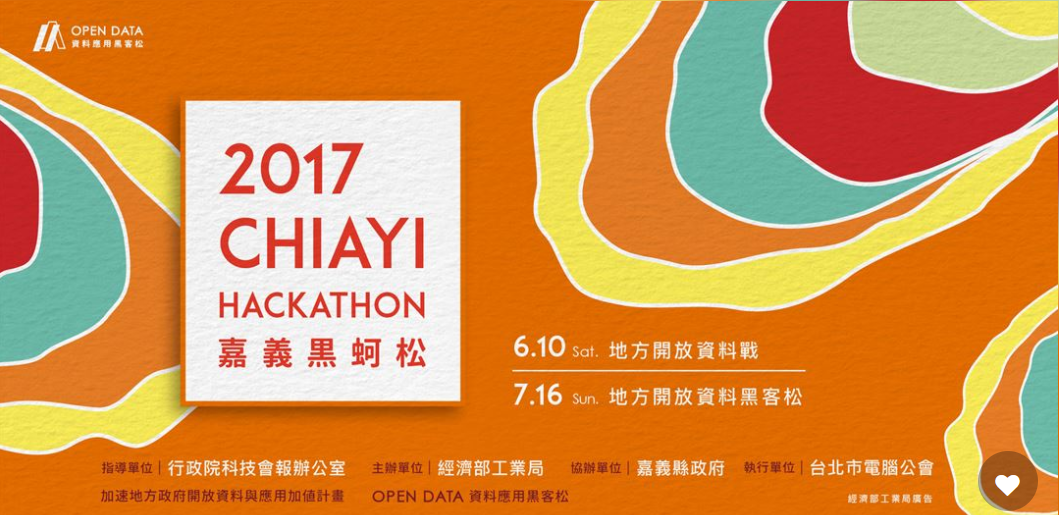 OPEN DATA
資料應用黑客松
2017
CHIAYI
HACKATHON
嘉義黑蚵松
6.10 Sat. 地方開放資料戰
7.16 Sun. 地方開放資料黑客松
指導單位｜行政院科技會報辦公室 主辦單位｜經濟部工業局 協辦單位｜嘉義縣政府 執行單位｜台北市電腦公會
加速地方政府開放資料與應用加值計畫 OPEN DATA 資料應用黑客松
經濟部工業局廣告